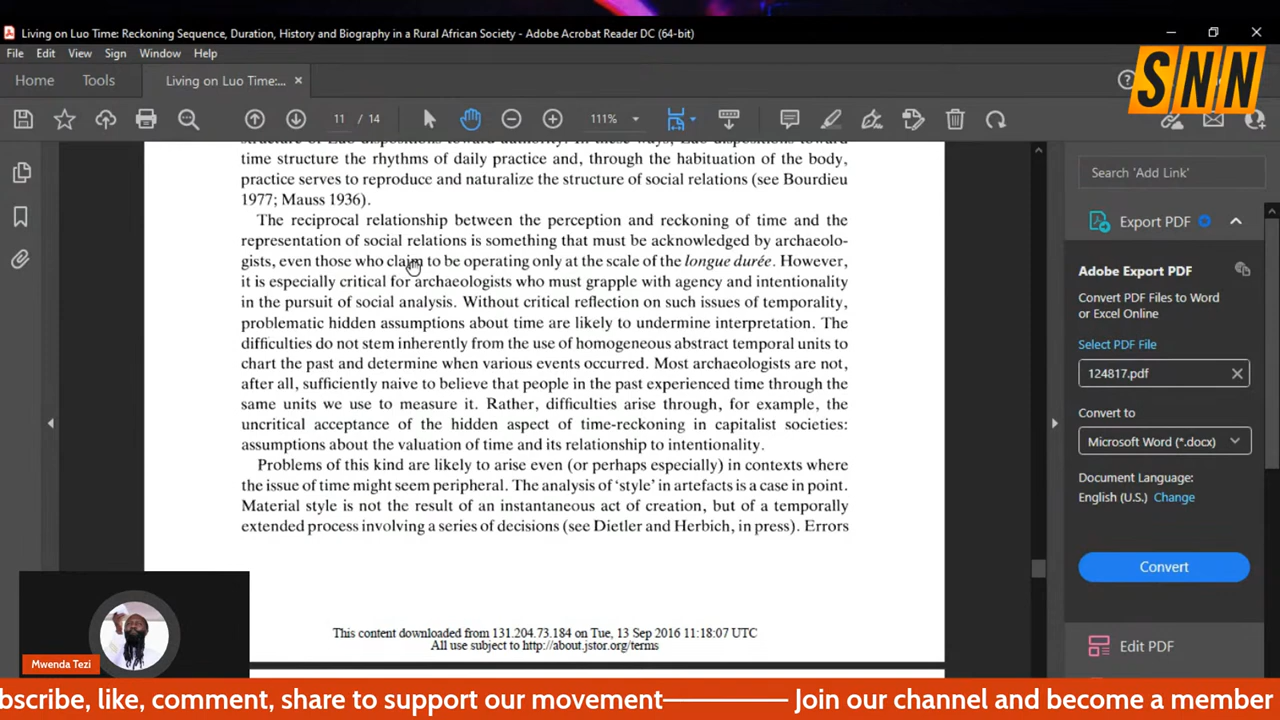 Living on Luo Time: Reckoning Sequence, Duration, History and Biography in a Rural African Society - Adobe Acrobat Reader DC (64-bit)
File Edit View Sign Window Help
Home Tools Living on Luo Time:...
SNN
11 / 14 111%
structure of Luo dispositions toward authority. In these ways, Luo dispositions toward
time structure the rhythms of daily practice and, through the habituation of the body,
practice serves to reproduce and naturalize the structure of social relations (see Bourdieu
1977; Mauss 1936).
The reciprocal relationship between the perception and reckoning of time and the
representation of social relations is something that must be acknowledged by archaeolo-
gists, even those who claim to be operating only at the scale of the longue durée. However,
it is especially critical for archaeologists who must grapple with agency and intentionality
in the pursuit of social analysis. Without critical reflection on such issues of temporality,
problematic hidden assumptions about time are likely to undermine interpretation. The
difficulties do not stem inherently from the use of homogeneous abstract temporal units to
chart the past and determine when various events occurred. Most archaeologists are not,
after all, sufficiently naive to believe that people in the past experienced time through the
same units we use to measure it. Rather, difficulties arise through, for example, the
uncritical acceptance of the hidden aspect of time-reckoning in capitalist societies:
assumptions about the valuation of time and its relationship to intentionality.
Problems of this kind are likely to arise even (or perhaps especially) in contexts where
the issue of time might seem peripheral. The analysis of 'style' in artefacts is a case in point.
Material style is not the result of an instantaneous act of creation, but of a temporally
extended process involving a series of decisions (see Dietler and Herbich, in press). Errors
This content downloaded from 131.204.73.184 on Tue, 13 Sep 2016 11:18:07 UTC
All use subject to http://about.jstor.org/terms
Search 'Add Link'
Export PDF
Adobe Export PDF
Convert PDF Files to Word
or Excel Online
Select PDF File
124817.pdf
Convert to
Microsoft Word (*.docx)
Document Language:
English (U.S.) Change
Convert
Edit PDF
Mwenda Tezi
bscribe, like, comment, share to support our movement————— Join our channel and become a member